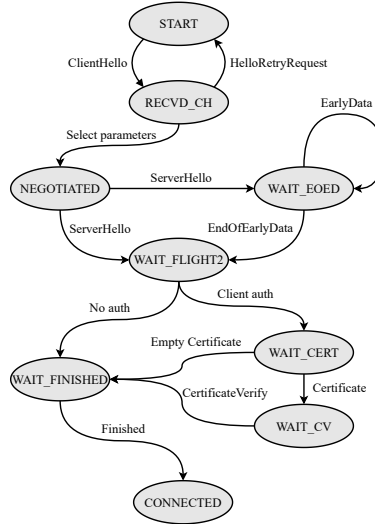 START
ClientHello
HelloRetryRequest
RECVD_CH
EarlyData
Select parameters
NEGOTIATED
ServerHello
WAIT_EOED
ServerHello
EndOfEarlyData
WAIT_FLIGHT2
No auth
Client auth
Empty Certificate
WAIT_CERT
WAIT_FINISHED
CertificateVerify
Certificate
WAIT_CV
Finished
CONNECTED